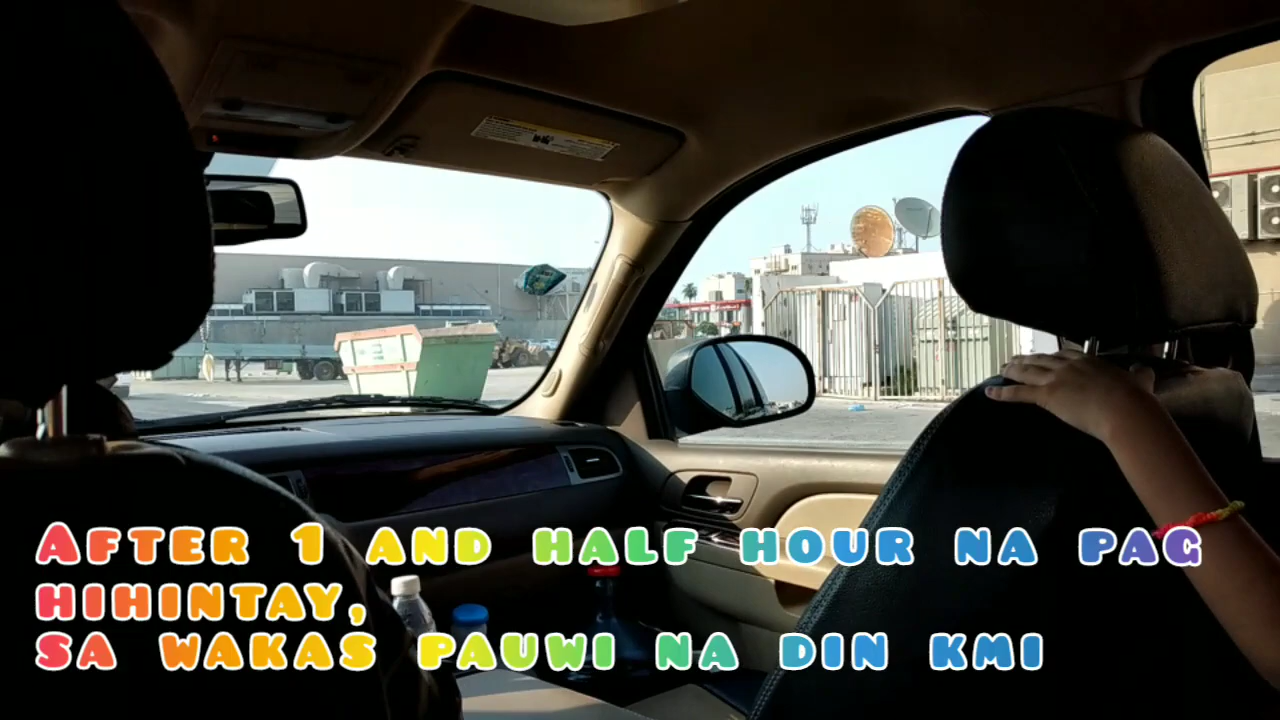 After 1 and half hour na pag
hihintay,
sa wakas pauwi na din kmi